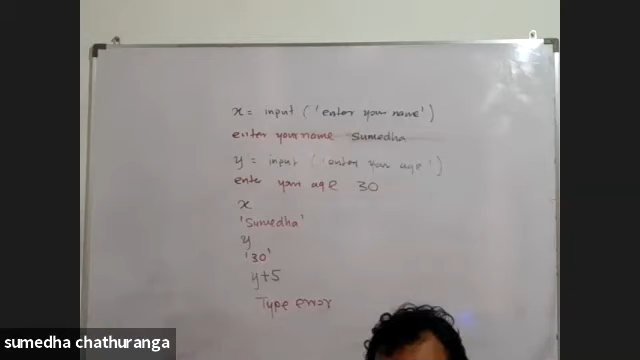 x = input ('enter your name')
enter your name Sumedha
y = input ('enter your age')
ente your age 30
x
'Sumedha'
y
'30'
y+5
Type error
sumedha chathuranga